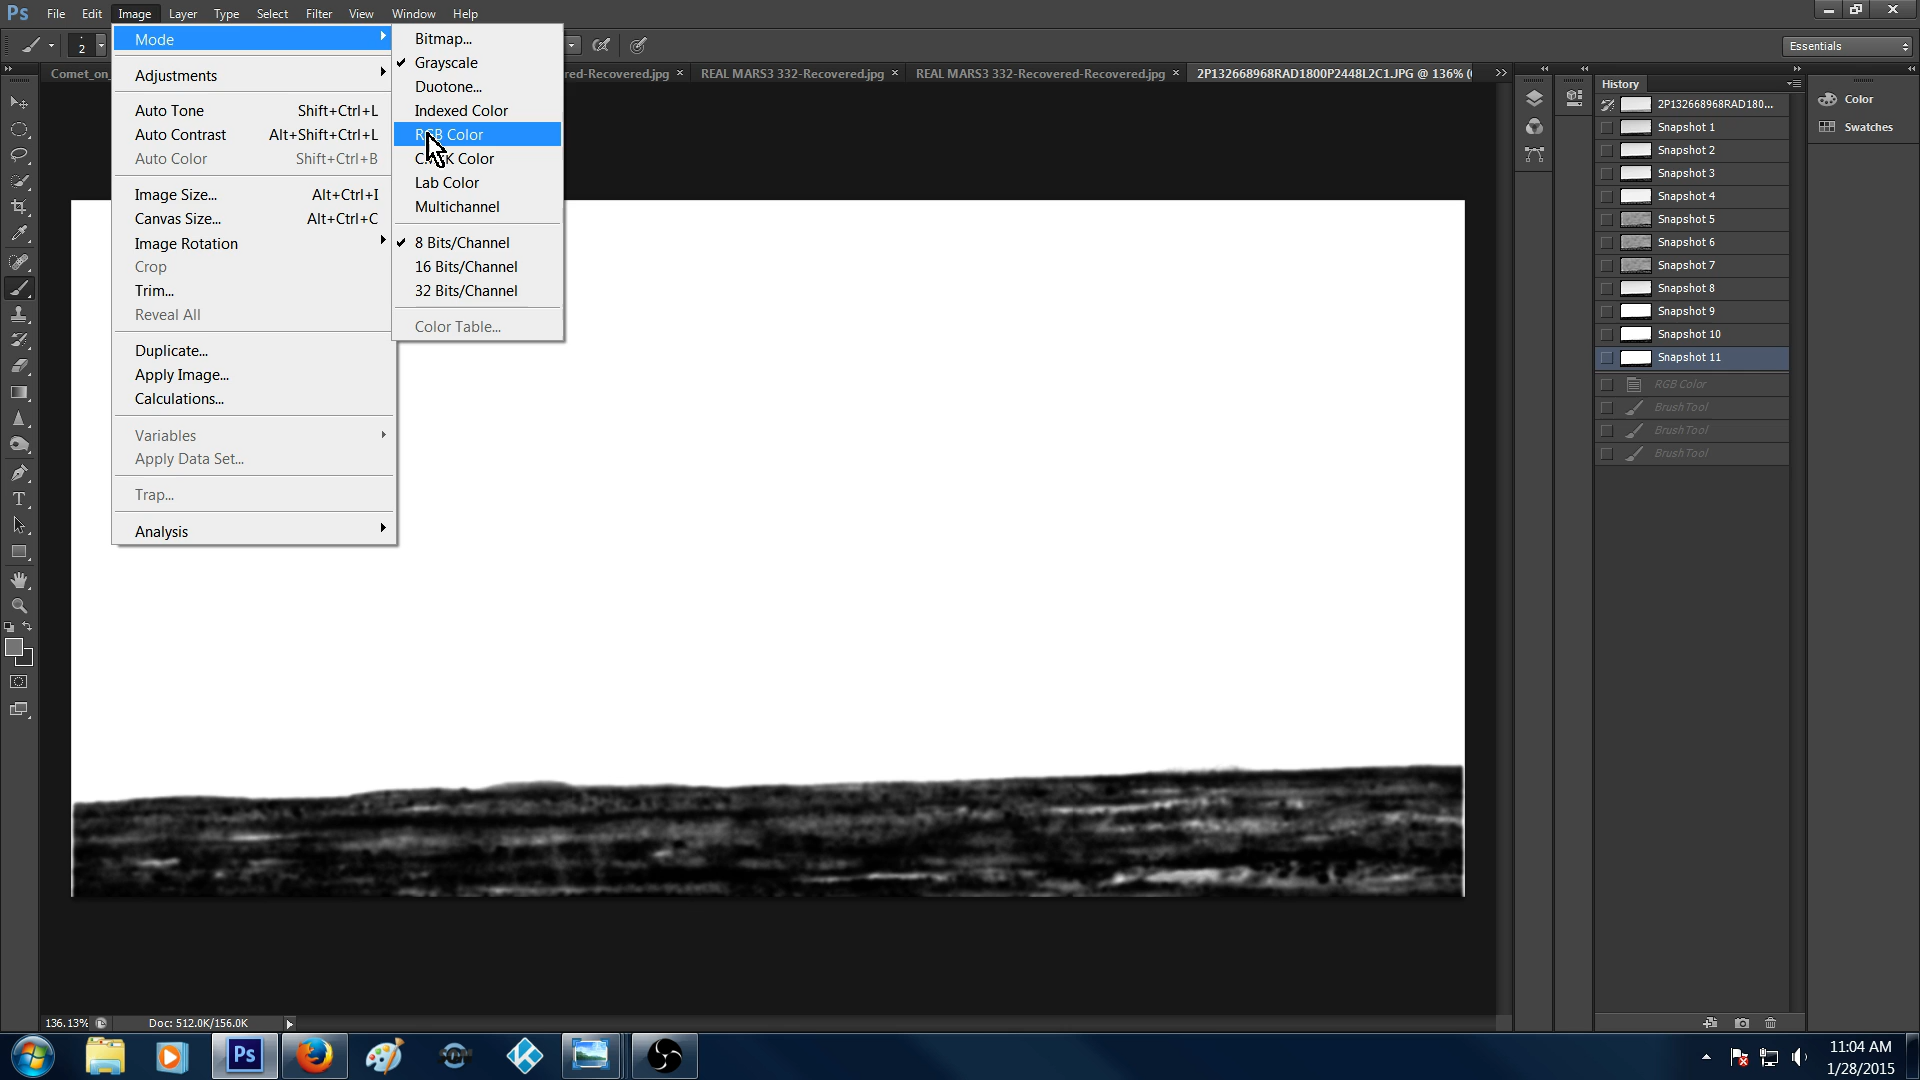 Ps File Edit Image Layer Type Select Filter View Window Help
2
Essentials
Comet_on_
red-Recovered.jpg × REAL MARS3 332-Recovered.jpg × REAL MARS3 332-Recovered-Recovered.jpg × 2P132668968RAD1800P2448L2C1.JPG @ 136% (
Mode
Adjustments
Auto Tone Shift+Ctrl+L
Auto Contrast Alt+Shift+Ctrl+L
Auto Color Shift+Ctrl+B
Image Size... Alt+Ctrl+I
Canvas Size... Alt+Ctrl+C
Image Rotation
Crop
Trim...
Reveal All
Duplicate...
Apply Image...
Calculations...
Variables
Apply Data Set...
Trap...
Analysis
Bitmap...
Grayscale
Duotone...
Indexed Color
RGB Color
CMYK Color
Lab Color
Multichannel
8 Bits/Channel
16 Bits/Channel
32 Bits/Channel
Color Table...
History
2P132668968RAD180...
Snapshot 1
Snapshot 2
Snapshot 3
Snapshot 4
Snapshot 5
Snapshot 6
Snapshot 7
Snapshot 8
Snapshot 9
Snapshot 10
Snapshot 11
RGB Color
Brush Tool
Brush Tool
Brush Tool
Color
Swatches
136.13% Doc: 512.0K/156.0K
Ps
11:04 AM
1/28/2015